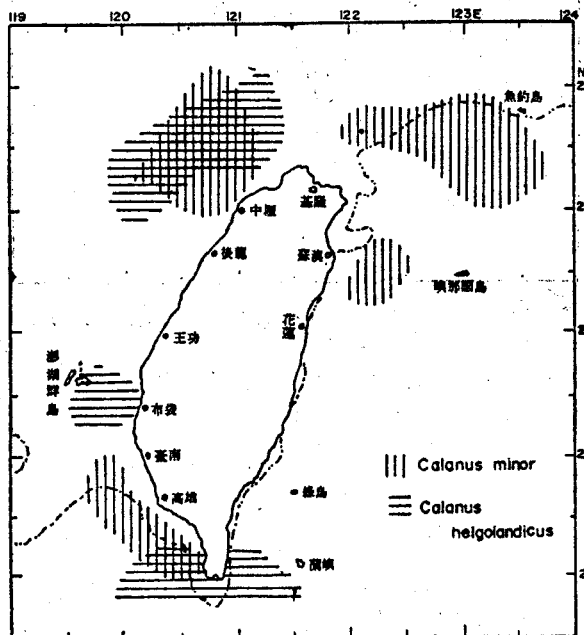 119 120 121 122 123E 124
N
魚釣島
基隆
中壢
後龍
蘇澳
與那國島
花蓮
王功
澎湖群島
布袋
臺南
高雄
綠島
蘭嶼
Calanus minor
Calanus
helgolandicus